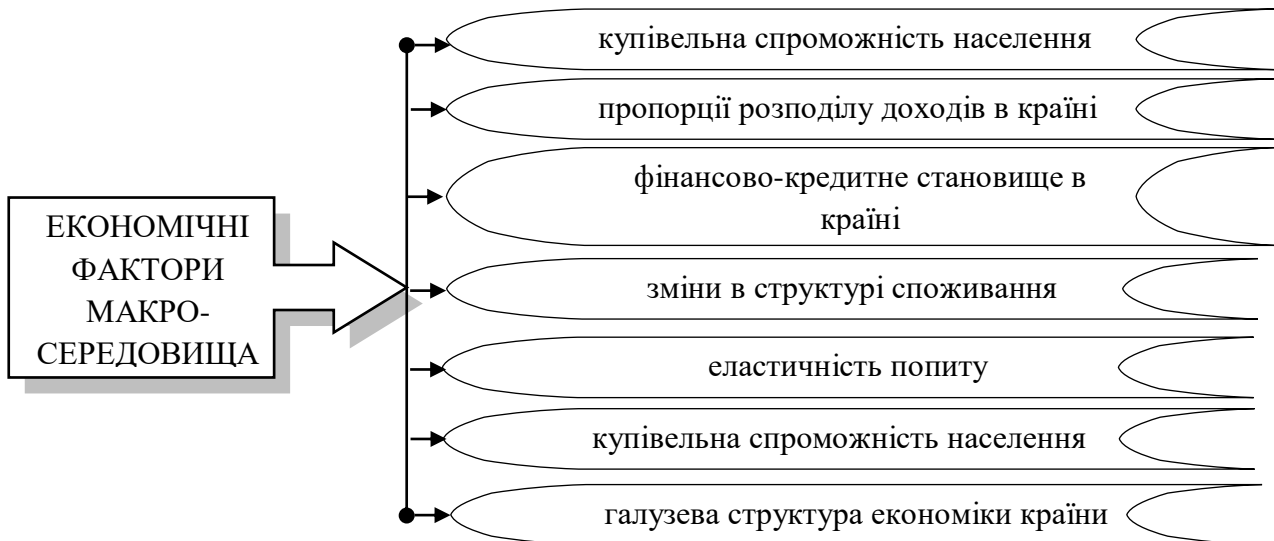 ЕКОНОМІЧНІ
ФАКТОРИ
МАКРО-
СЕРЕДОВИЩА
купівельна спроможність населення
пропорції розподілу доходів в країні
фінансово-кредитне становище в
країні
зміни в структурі споживання
еластичність попиту
купівельна спроможність населення
галузева структура економіки країни